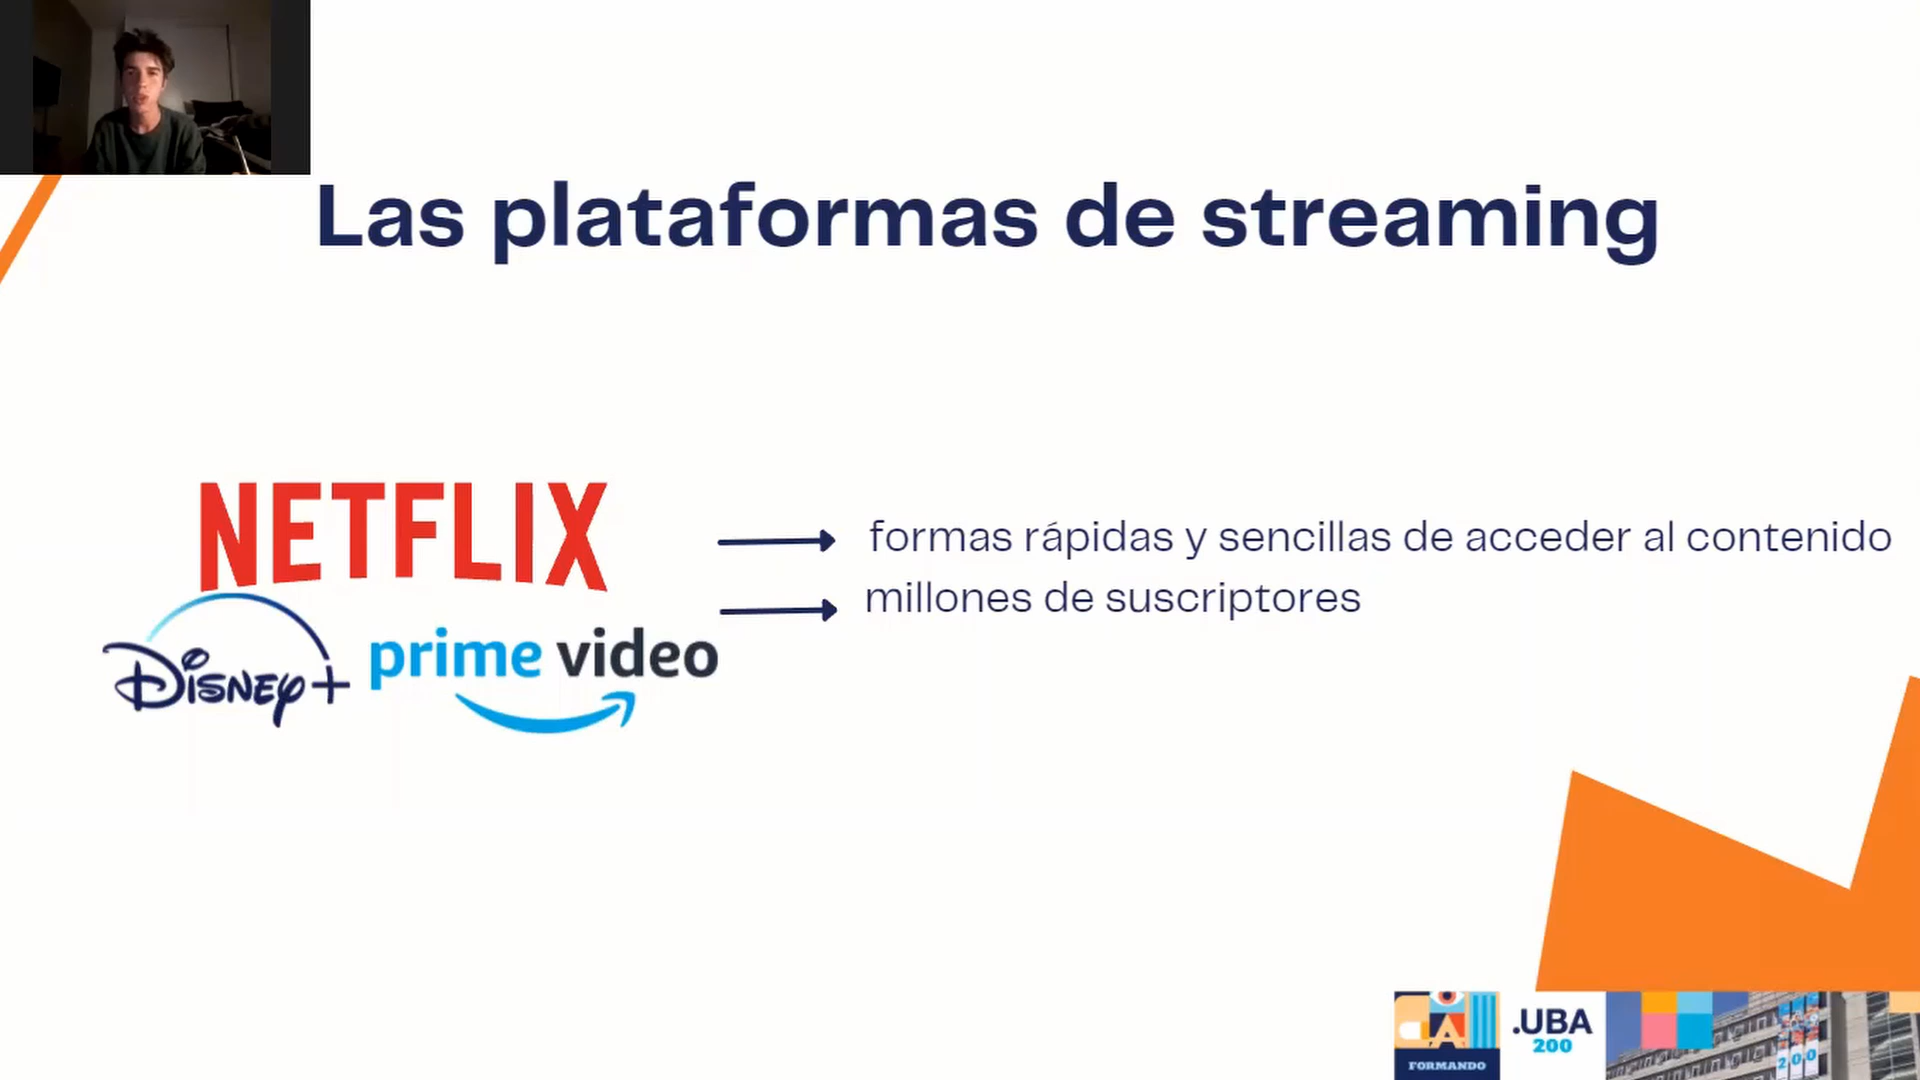 Las plataformas de streaming
NETFLIX
formas rápidas y sencillas de acceder al contenido
millones de suscriptores
DISNEY+
prime video
FORMANDO
.UBA
200
200